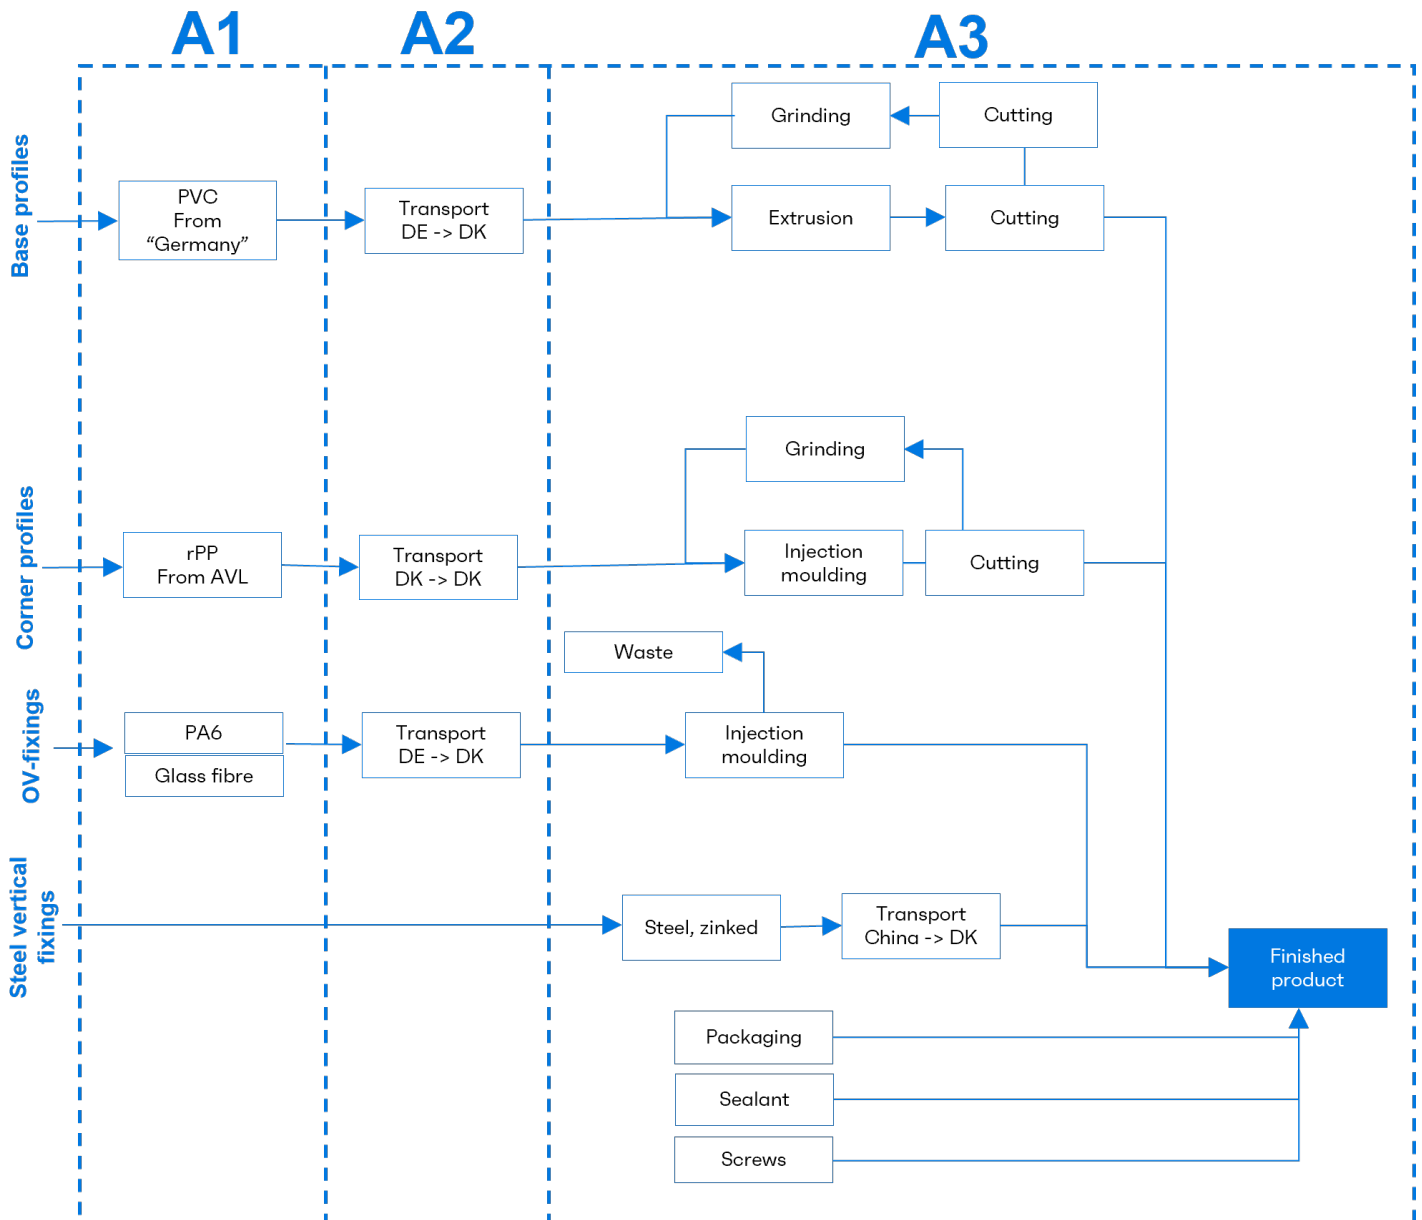 A1
A2
A3
Base profiles
PVC
From
“Germany”
Transport
DE -> DK
Grinding
Cutting
Extrusion
Cutting
Corner profiles
rPP
From AVL
Transport
DK -> DK
Grinding
Injection
moulding
Cutting
Waste
OV-fixings
PA6
Glass fibre
Transport
DE -> DK
Injection
moulding
Steel vertical
fixings
Steel, zinked
Transport
China -> DK
Finished
product
Packaging
Sealant
Screws